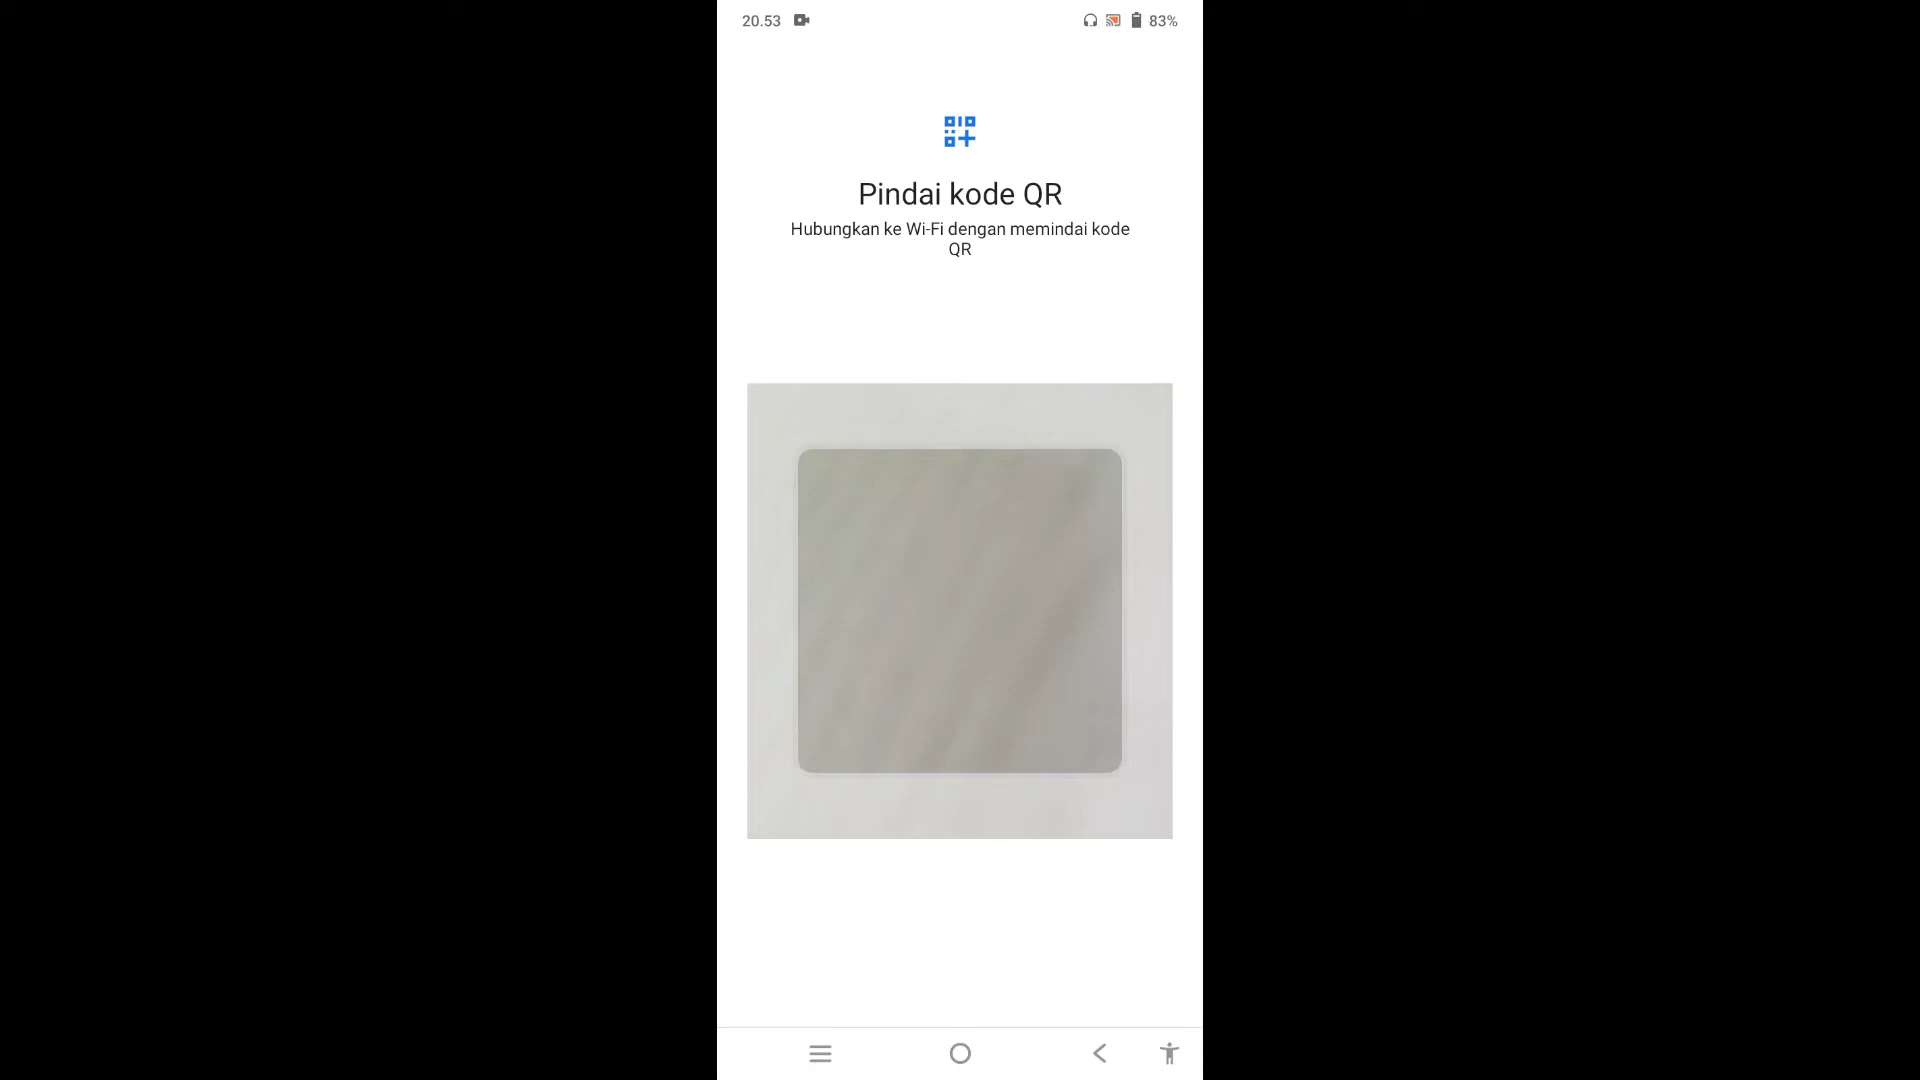 20.53
83%
Pindai kode QR
Hubungkan ke Wi-Fi dengan memindai kode
QR